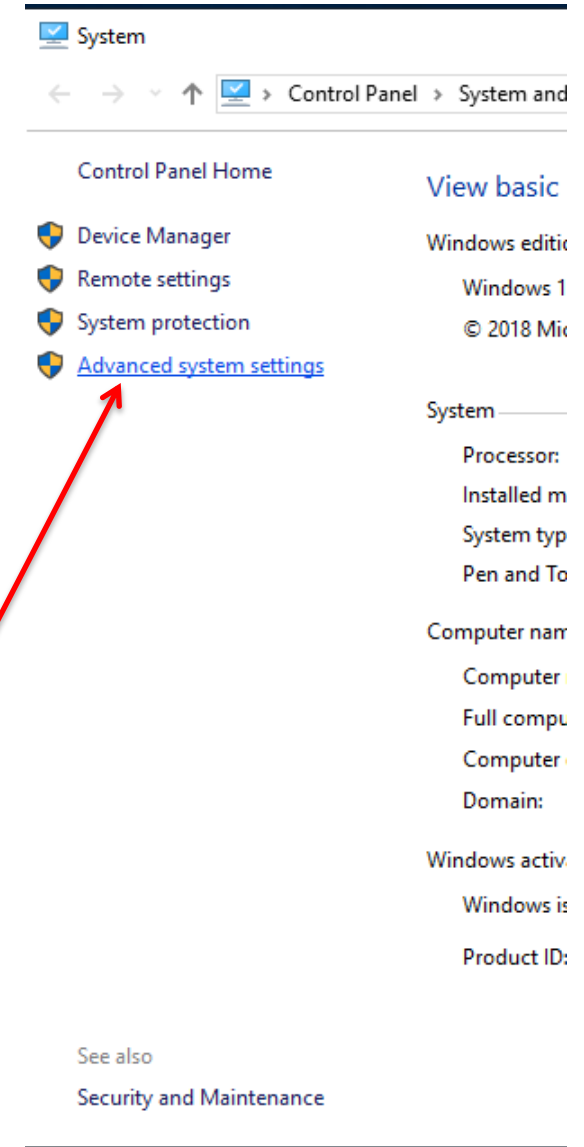 System
Control Panel > System and
Control Panel Home
Device Manager
Remote settings
System protection
Advanced system settings
View basic
Windows editio
Windows 1
© 2018 Mic
System
Processor:
Installed m
System typ
Pen and To
Computer nam
Computer
Full compu
Computer
Domain:
Windows activa
Windows is
Product ID:
See also
Security and Maintenance